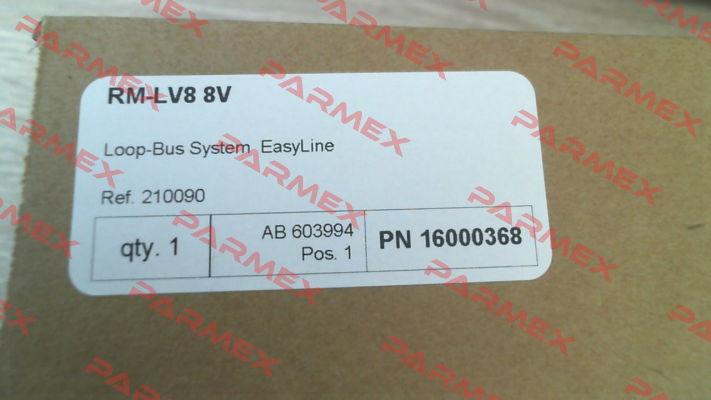 RM-LV8 8V
Loop-Bus System EasyLine
Ref. 210090
qty. 1
AB 603994
Pos. 1
PN 16000368
PARMEX